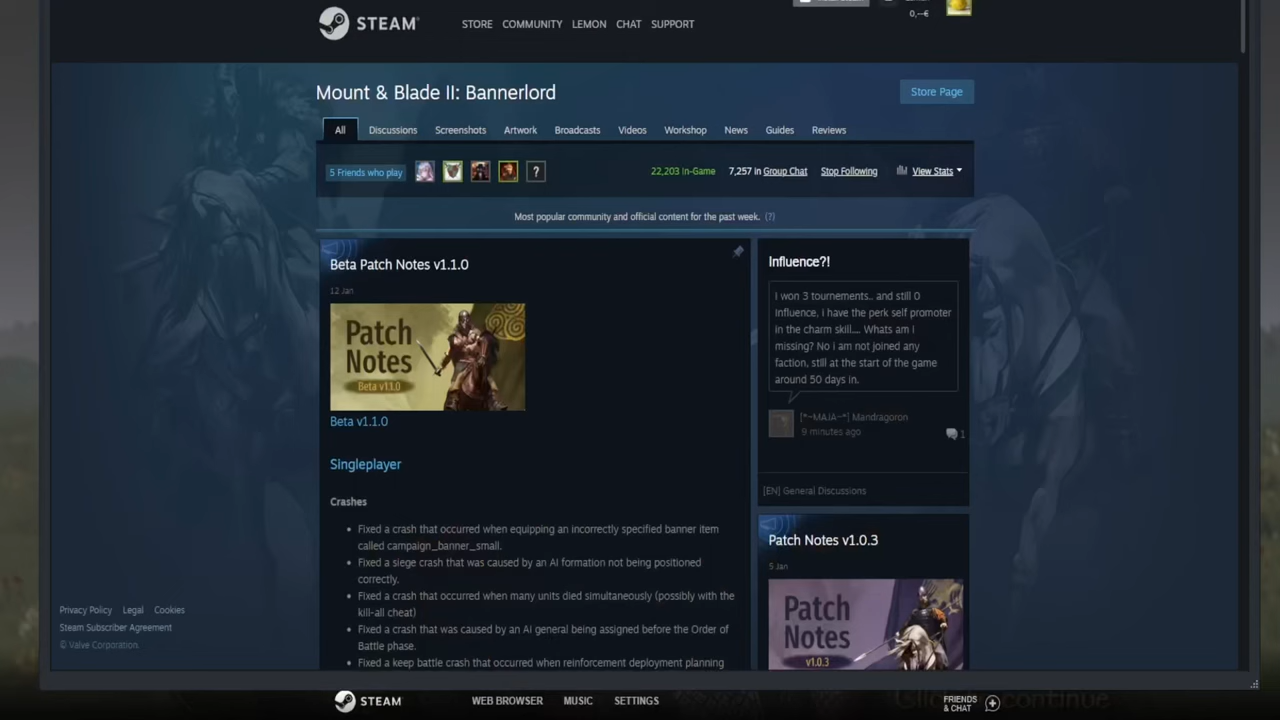 STEAM
STORE COMMUNITY LEMON CHAT SUPPORT
0,--€
Mount & Blade II: Bannerlord
Store Page
All Discussions Screenshots Artwork Broadcasts Videos Workshop News Guides Reviews
5 Friends who play
?
22,203 In-Game 7,257 in Group Chat Stop Following View Stats
Most popular community and official content for the past week. (?)
Beta Patch Notes v1.1.0
12 Jan
Patch
Notes
Beta v1.1.0
Beta v1.1.0
Singleplayer
Crashes
• Fixed a crash that occurred when equipping an incorrectly specified banner item
called campaign_banner_small.
• Fixed a siege crash that was caused by an AI formation not being positioned
correctly.
• Fixed a crash that occurred when many units died simultaneously (possibly with the
kill-all cheat)
• Fixed a crash that was caused by an AI general being assigned before the Order of
Battle phase.
• Fixed a keep battle crash that occurred when reinforcement deployment planning
Influence?!
I won 3 tournements.. and still 0
Influence, i have the perk self promoter
in the charm skill.... Whats am i
missing? No i am not joined any
faction, still at the start of the game
around 50 days in.
[*~MAJA~*] Mandragoron
9 minutes ago
1
[EN] General Discussions
Patch Notes v1.0.3
5 Jan
Patch
Notes
v1.0.3
Privacy Policy Legal Cookies
Steam Subscriber Agreement
© Valve Corporation.
STEAM
WEB BROWSER MUSIC SETTINGS
FRIENDS
& CHAT
continue